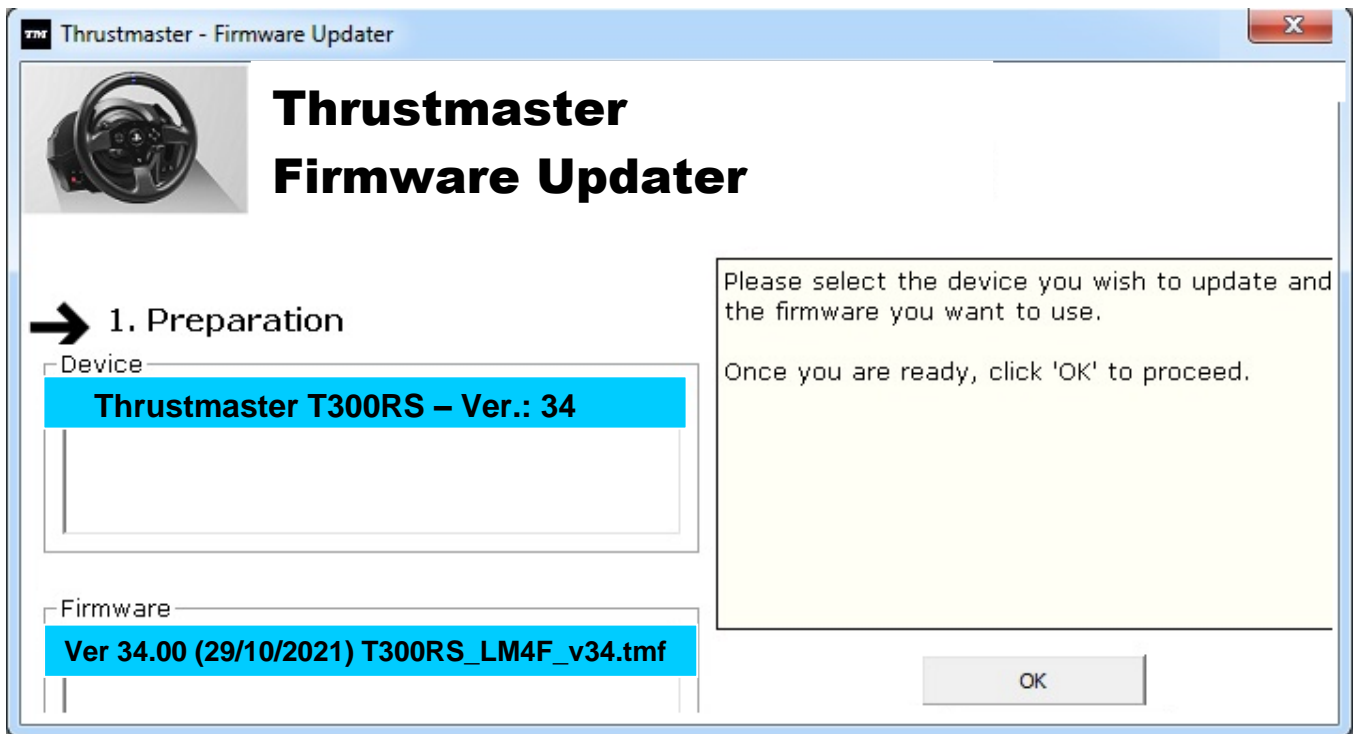 TM Thrustmaster - Firmware Updater
X
Thrustmaster
Firmware Updater
1. Preparation
Device
Thrustmaster T300RS – Ver.: 34
Firmware
Ver 34.00 (29/10/2021) T300RS_LM4F_v34.tmf
Please select the device you wish to update and
the firmware you want to use.
Once you are ready, click 'OK' to proceed.
OK